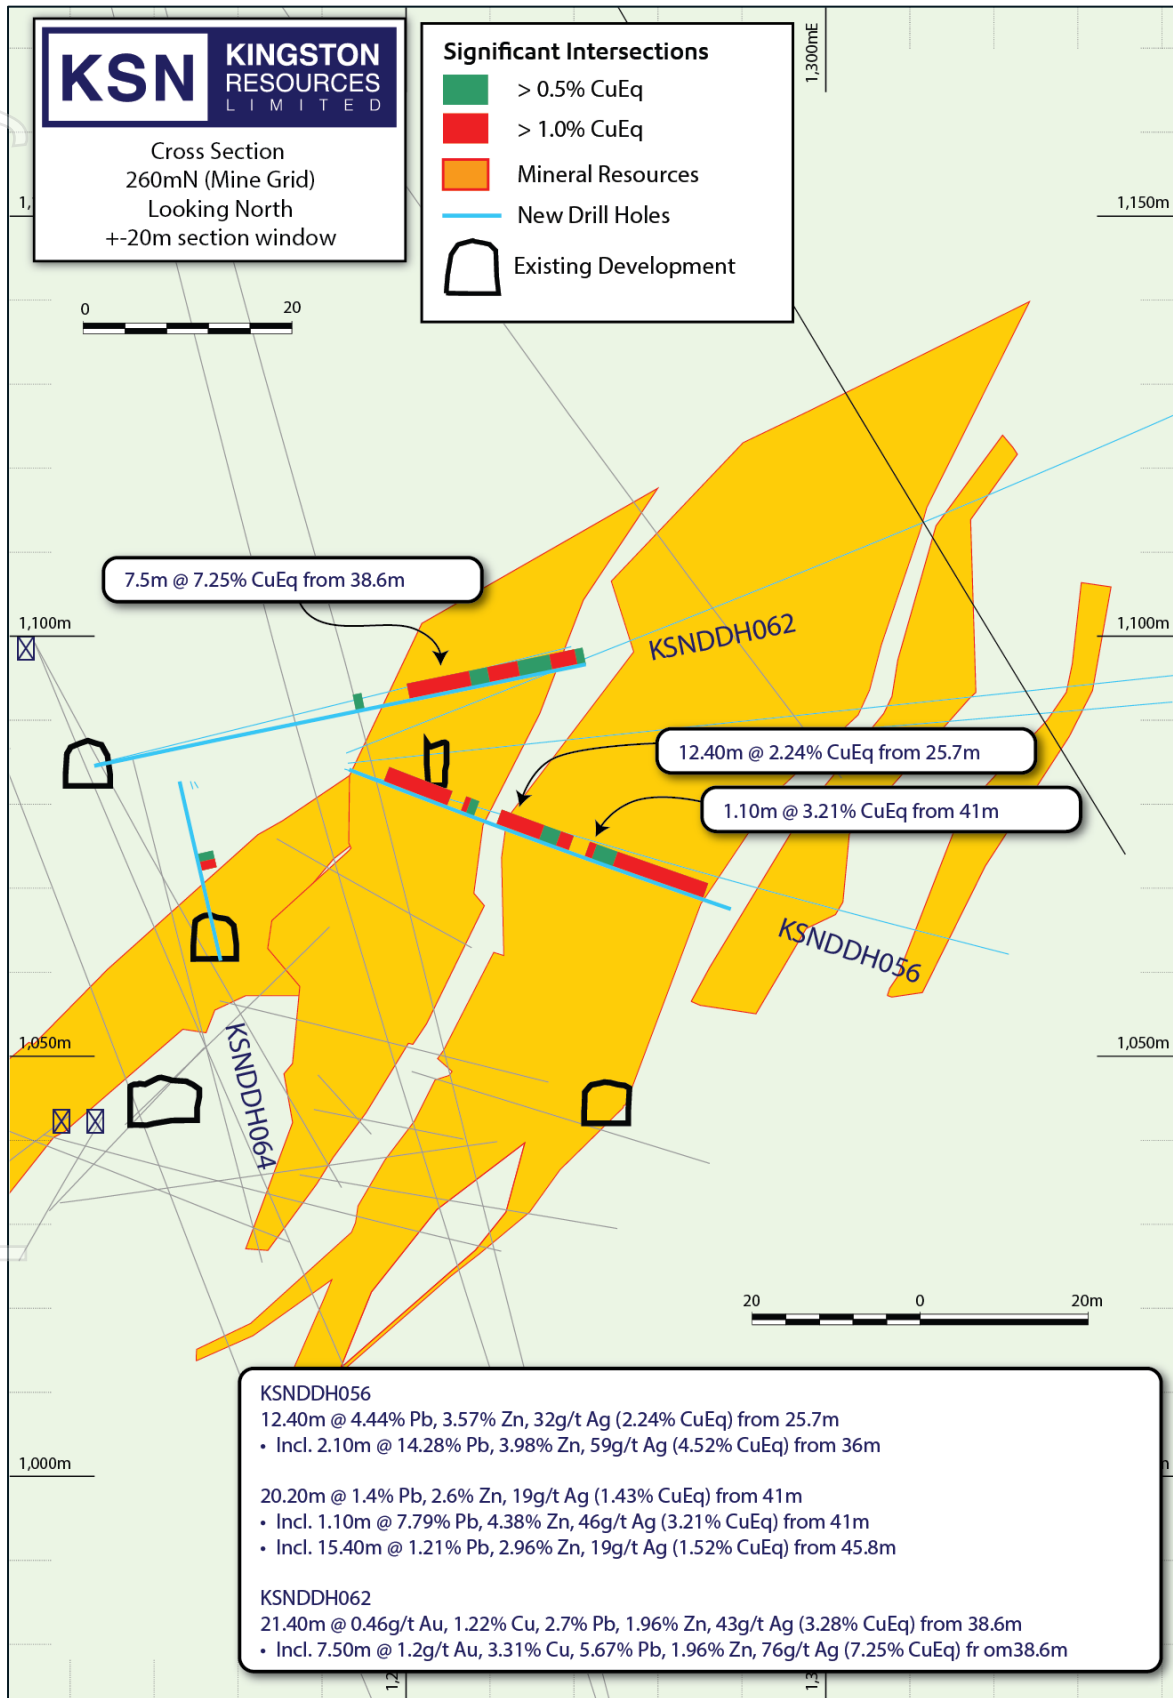 KSN
KINGSTON
RESOURCES
LIMITED
Cross Section
260mN (Mine Grid)
Looking North
+-20m section window
Significant Intersections
> 0.5% CuEq
> 1.0% CuEq
Mineral Resources
New Drill Holes
Existing Development
1,300mE
1,
1,150m
0 20
7.5m @ 7.25% CuEq from 38.6m
1,100m
1,100m
KSNDDH062
12.40m @ 2.24% CuEq from 25.7m
1.10m @ 3.21% CuEq from 41m
KSNDDH056
KSNDDH064
1,050m
1,050m
20 0 20m
KSNDDH056
12.40m @ 4.44% Pb, 3.57% Zn, 32g/t Ag (2.24% CuEq) from 25.7m
• Incl. 2.10m @ 14.28% Pb, 3.98% Zn, 59g/t Ag (4.52% CuEq) from 36m
1,000m
m
20.20m @ 1.4% Pb, 2.6% Zn, 19g/t Ag (1.43% CuEq) from 41m
• Incl. 1.10m @ 7.79% Pb, 4.38% Zn, 46g/t Ag (3.21% CuEq) from 41m
• Incl. 15.40m @ 1.21% Pb, 2.96% Zn, 19g/t Ag (1.52% CuEq) from 45.8m
KSNDDH062
21.40m @ 0.46g/t Au, 1.22% Cu, 2.7% Pb, 1.96% Zn, 43g/t Ag (3.28% CuEq) from 38.6m
• Incl. 7.50m @ 1.2g/t Au, 3.31% Cu, 5.67% Pb, 1.96% Zn, 76g/t Ag (7.25% CuEq) fr om38.6m
1,2
1,3